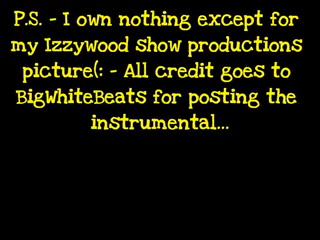 P.S. - I own nothing except for
my Izzywood show productions
picture(: - All credit goes to
BigWhiteBeats for posting the
instrumental...